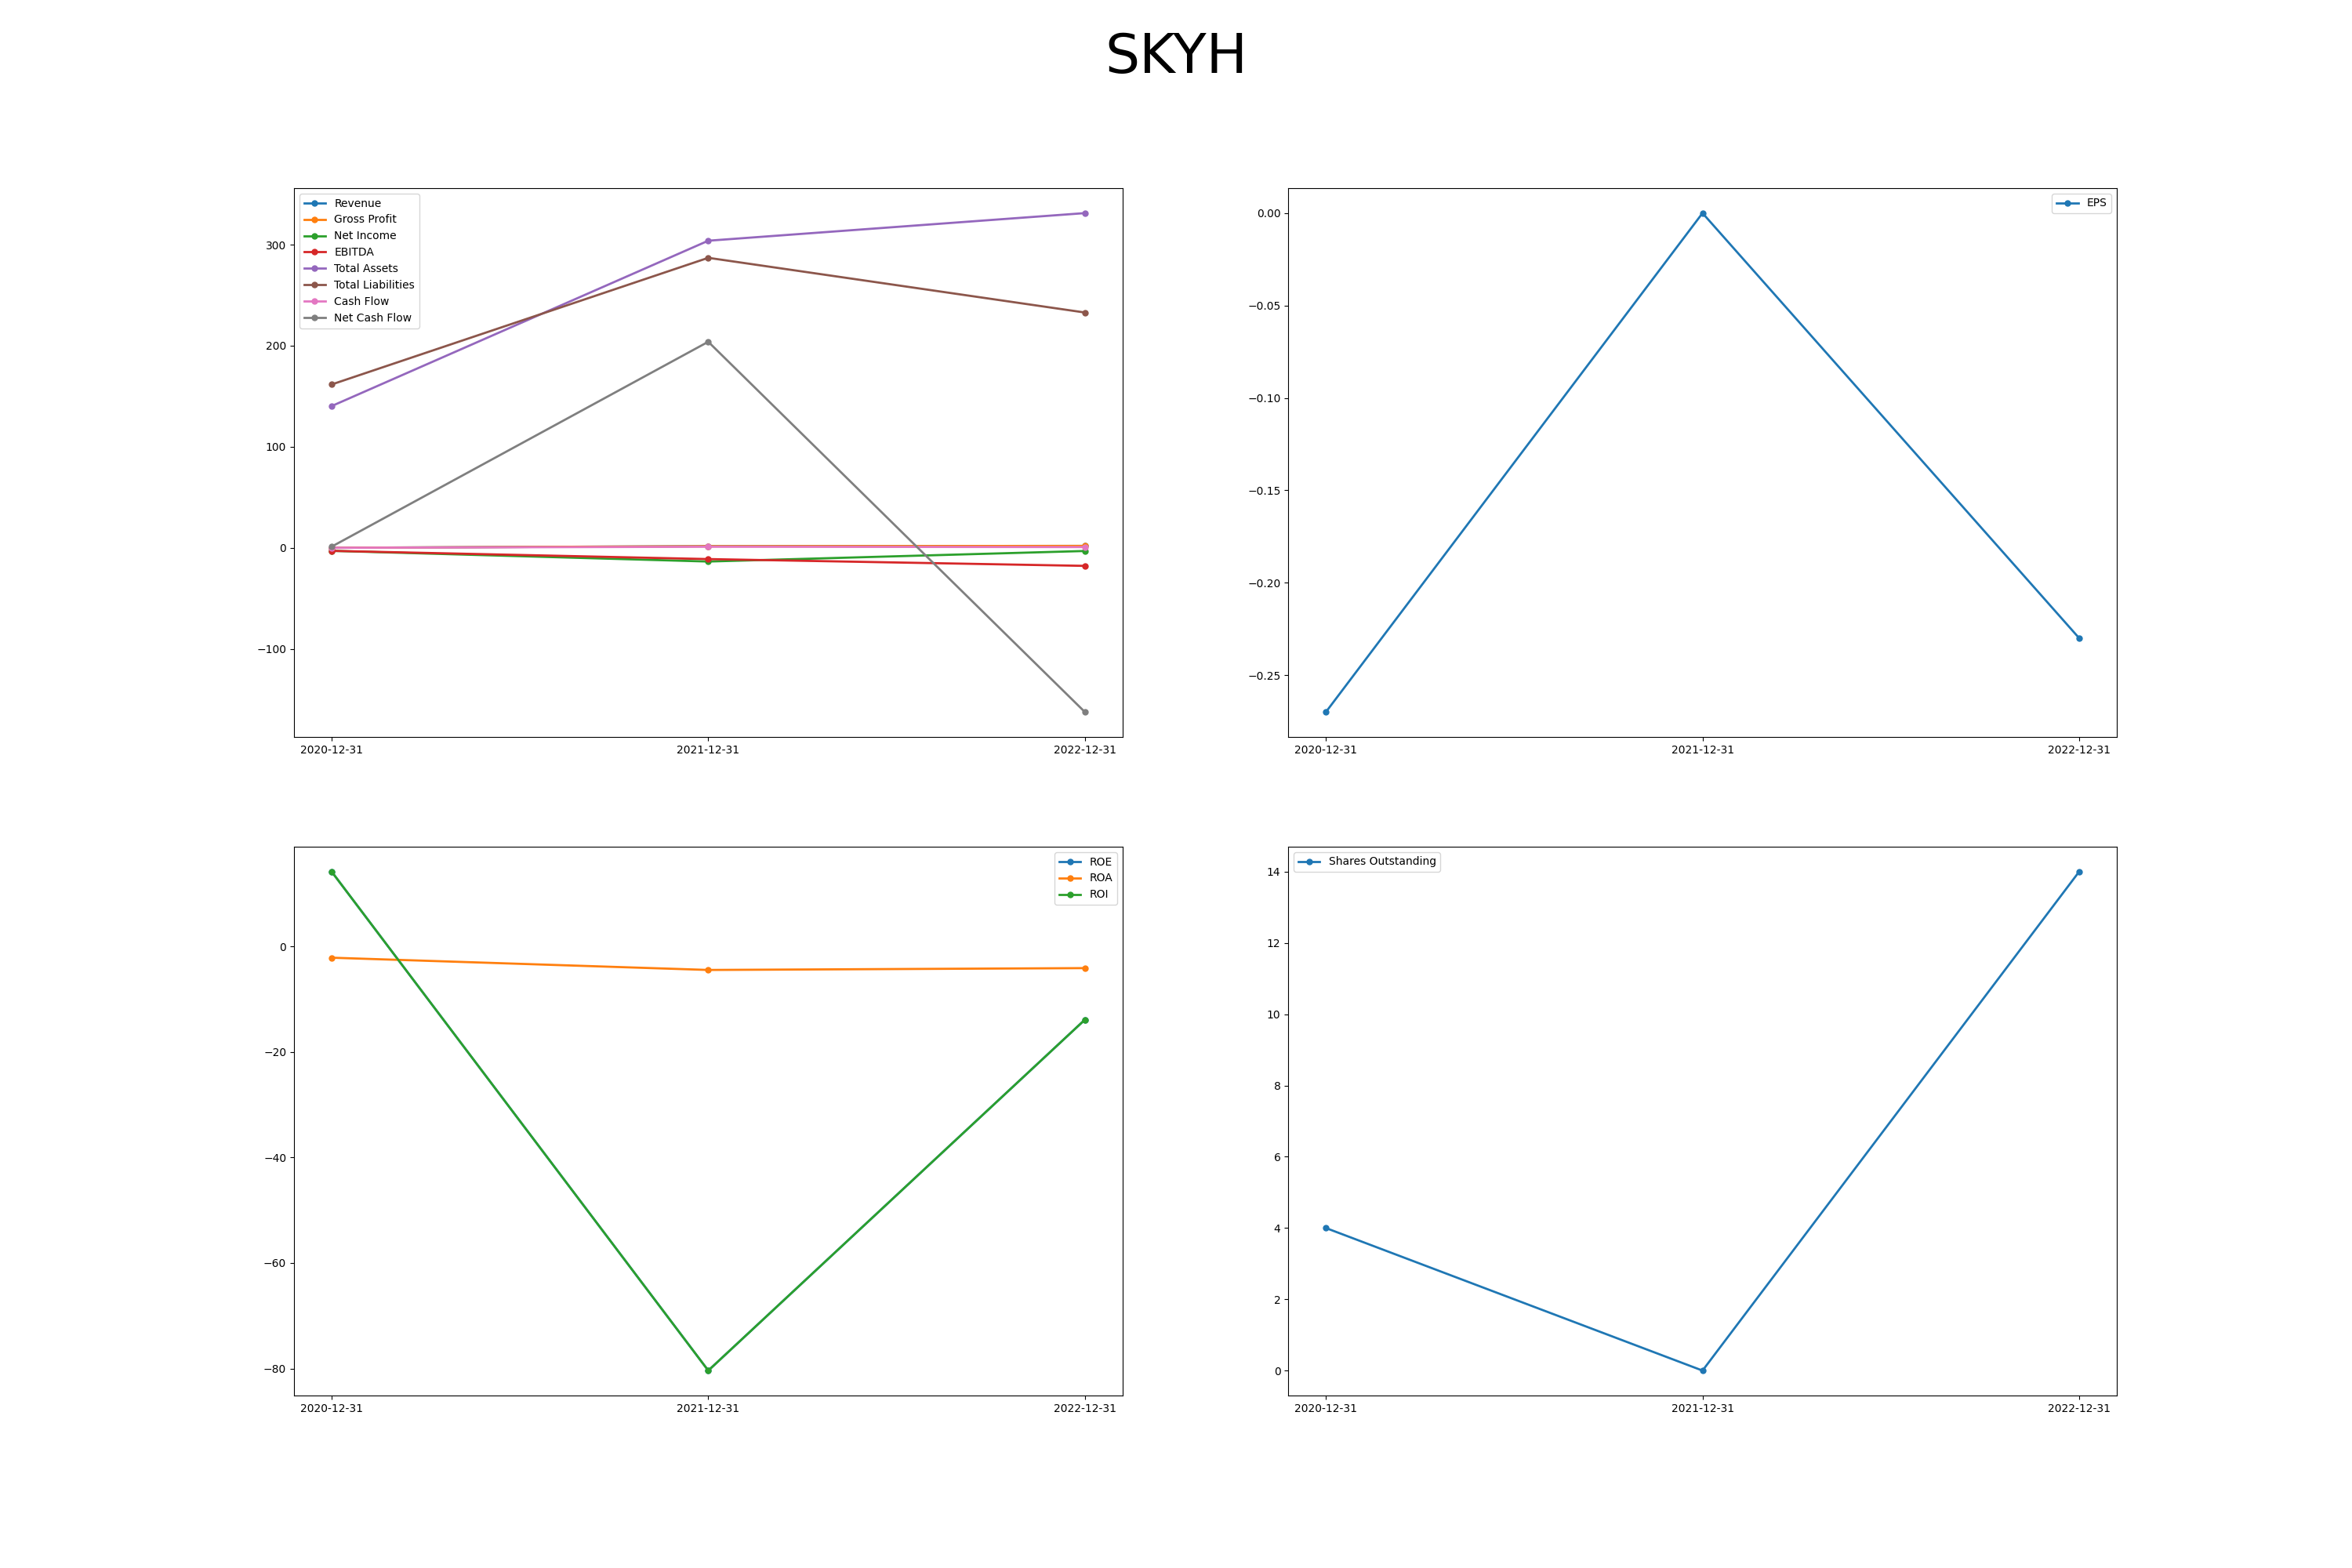 SKYH
Revenue
Gross Profit
Net Income
EBITDA
Total Assets
Total Liabilities
Cash Flow
Net Cash Flow
300
200
100
0
−100
2020-12-31 2021-12-31 2022-12-31
EPS
0.00
−0.05
−0.10
−0.15
−0.20
−0.25
2020-12-31 2021-12-31 2022-12-31
ROE
ROA
ROI
0
−20
−40
−60
−80
2020-12-31 2021-12-31 2022-12-31
Shares Outstanding
14
12
10
8
6
4
2
0
2020-12-31 2021-12-31 2022-12-31